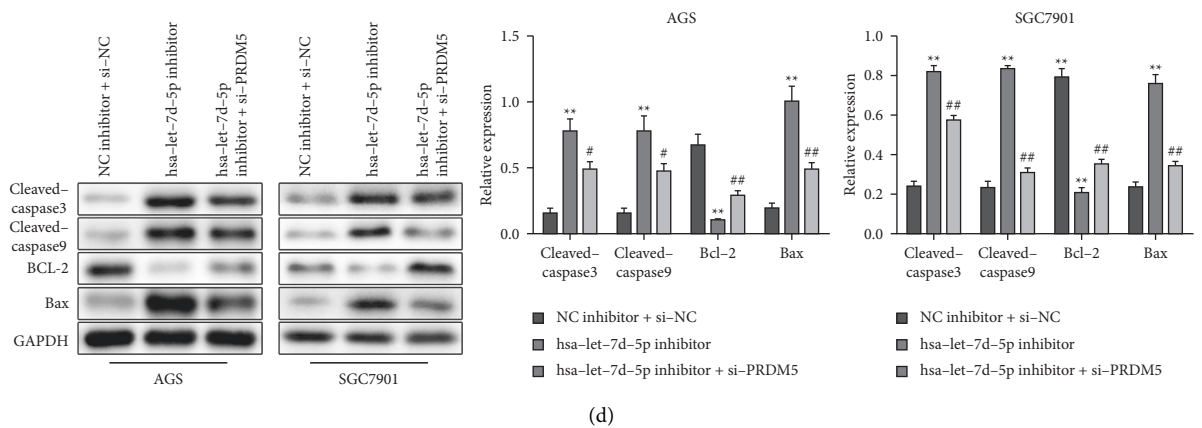 NC inhibitor + si–NC
hsa–let–7d–5p inhibitor
hsa–let–7d–5p
inhibitor + si–PRDM5
NC inhibitor + si–NC
hsa–let–7d–5p inhibitor
hsa–let–7d–5p
inhibitor + si–PRDM5
Cleaved–
caspase3
Cleaved–
caspase9
BCL-2
Bax
GAPDH
AGS
SGC7901
AGS
Relative expression
1.5
1.0
0.5
0.0
**
#
**
#
**
##
**
##
Cleaved–
caspase3
Cleaved–
caspase9
Bcl–2
Bax
NC inhibitor + si–NC
hsa–let–7d–5p inhibitor
hsa–let–7d–5p inhibitor + si–PRDM5
SGC7901
Relative expression
1.0
0.8
0.6
0.4
0.2
0.0
**
##
**
##
**
**
##
**
##
Cleaved–
caspase3
Cleaved–
caspase9
Bcl–2
Bax
NC inhibitor + si–NC
hsa–let–7d–5p inhibitor
hsa–let–7d–5p inhibitor + si–PRDM5
(d)